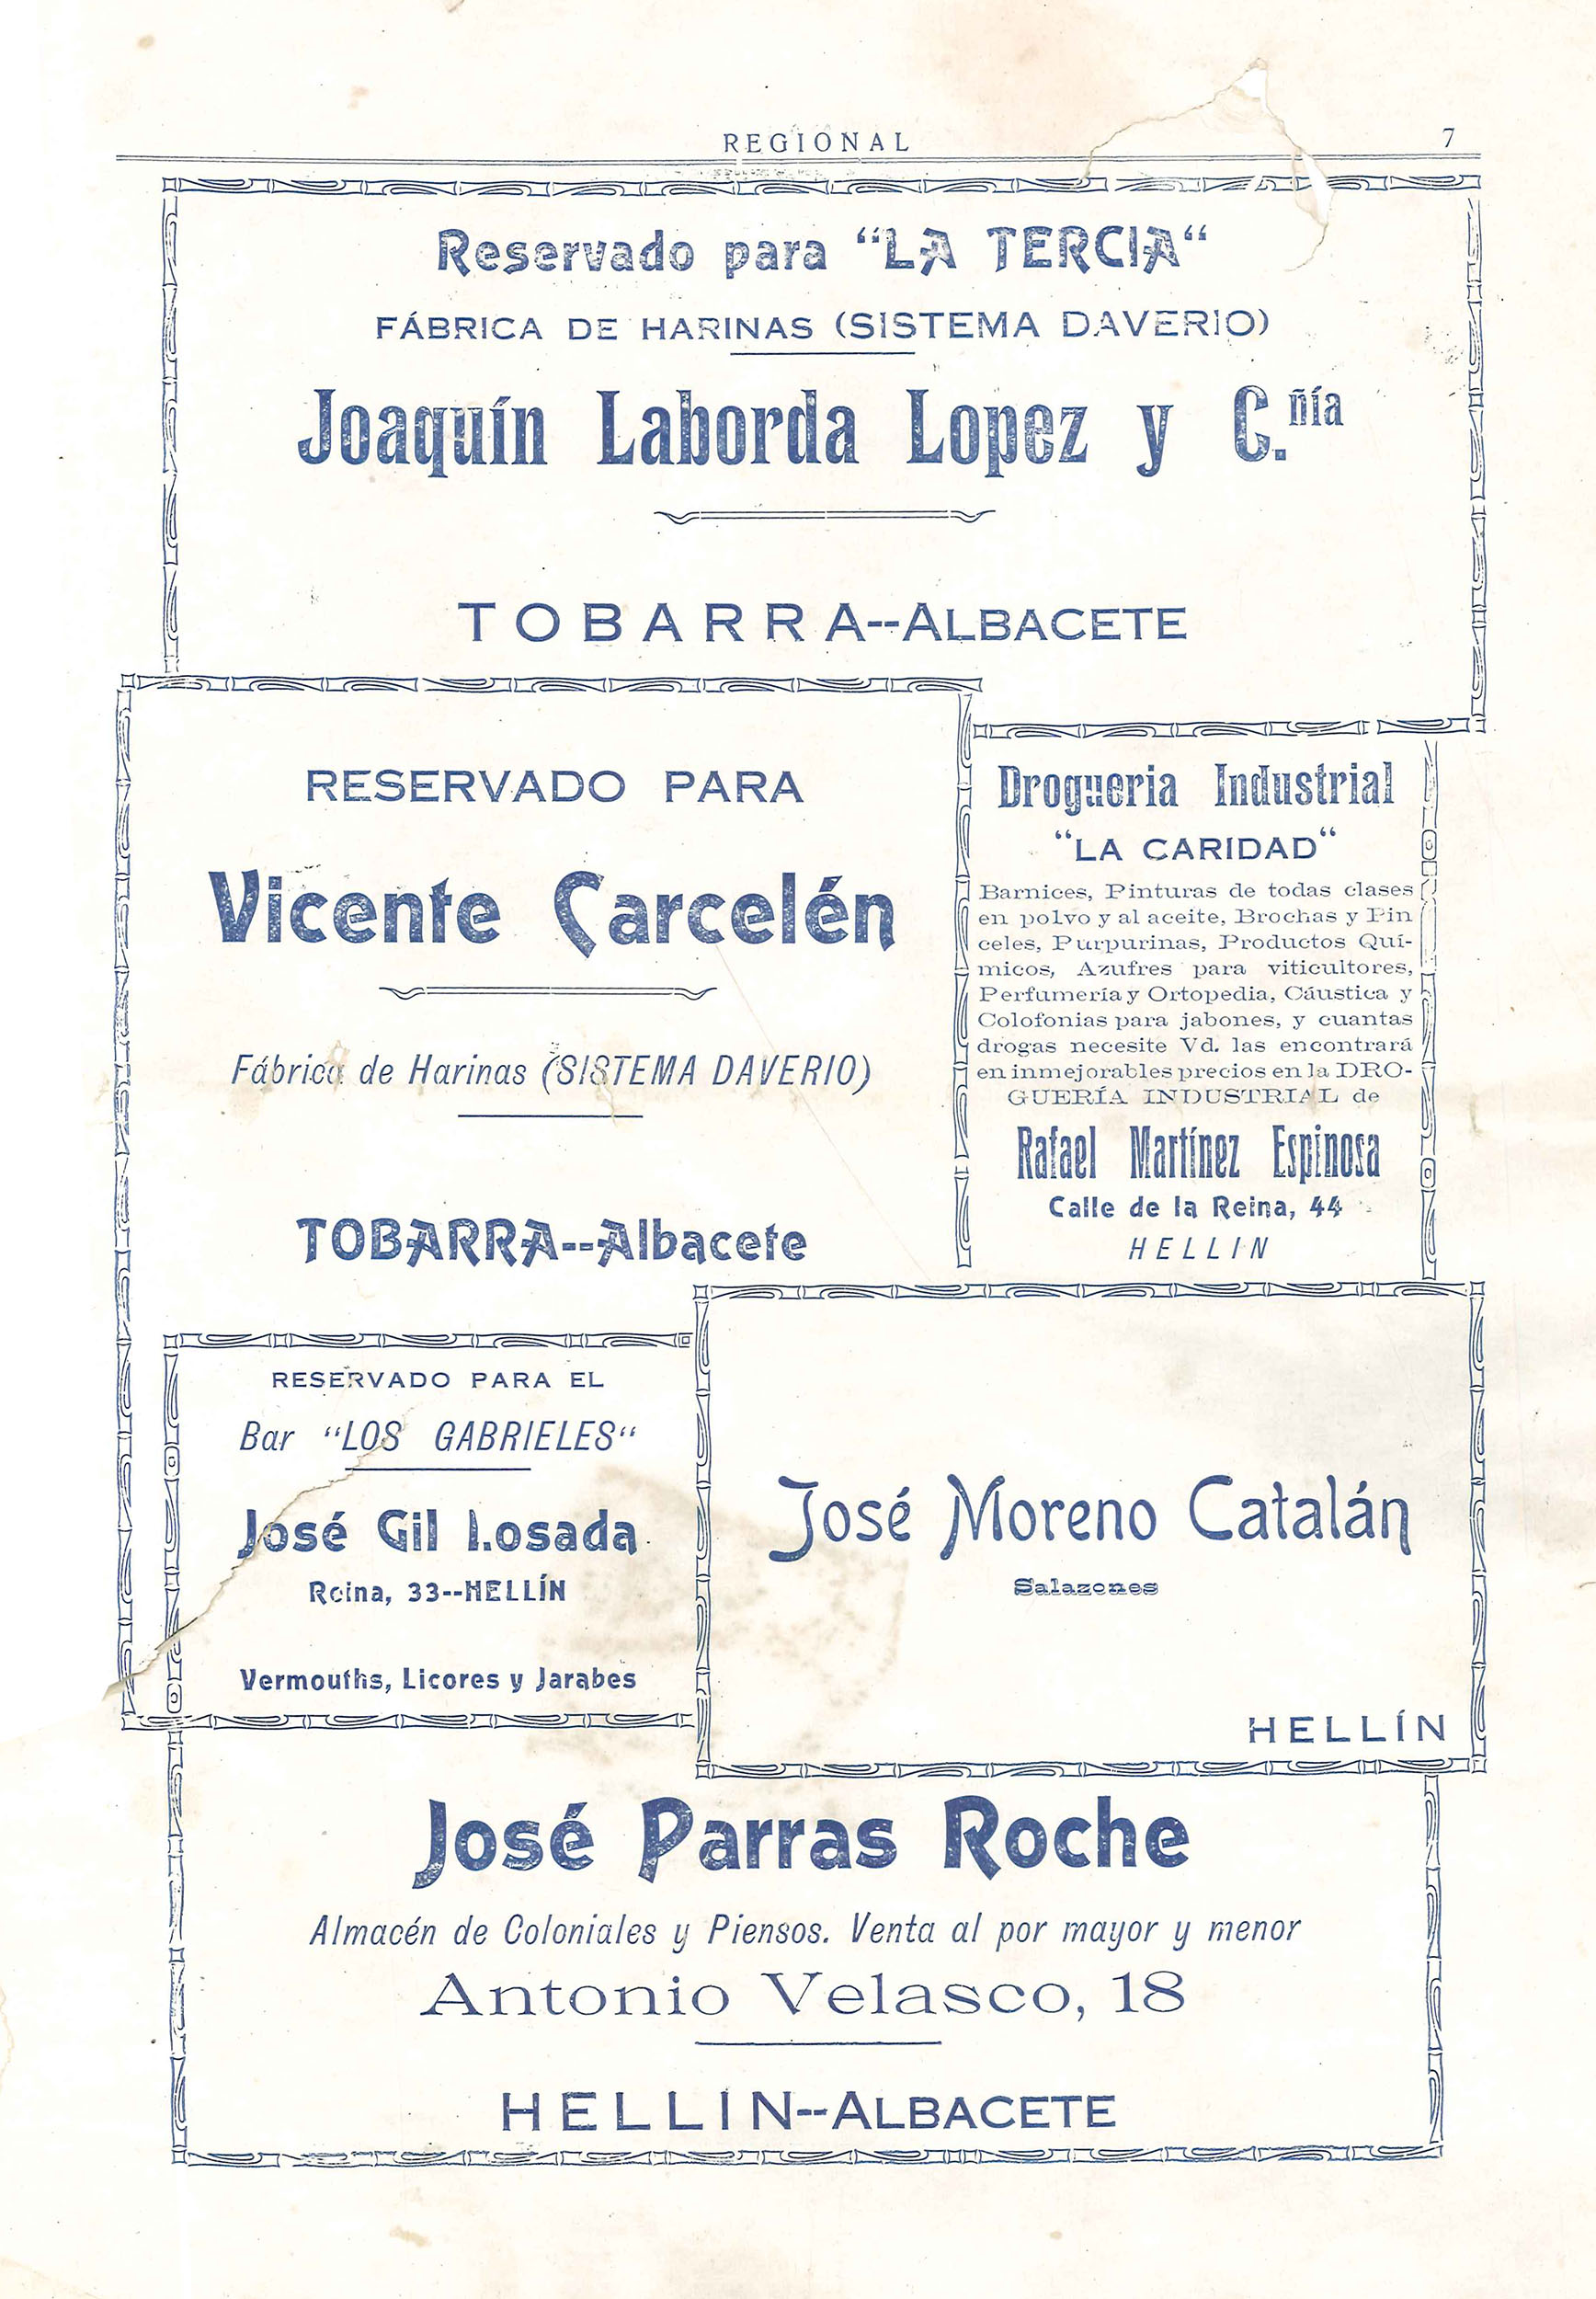 REGIONAL 7
Reservado para “LA TERCIA“
FÁBRICA DE HARINAS (SISTEMA DAVERIO)
Joaquín Laborda Lopez y C.ñía
TOBARRA--ALBACETE
RESERVADO PARA
Vicente Carcelén
Fábrica de Harinas (SISTEMA DAVERIO)
TOBARRA--Albacete
Drogueria Industrial
“LA CARIDAD“
Barnices, Pinturas de todas clases
en polvo y al aceite, Brochas y Pin
celes, Purpurinas, Productos Quí-
micos, Azufres para viticultores,
Perfumería y Ortopedia, Cáustica y
Colofonias para jabones, y cuantas
drogas necesite Vd. las encontrará
en inmejorables precios en la DRO-
GUERÍA INDUSTRIAL de
Rafael Martínez Espinosa
Calle de la Reina, 44
HELLIN
RESERVADO PARA EL
Bar “LOS GABRIELES“
José Gil Losada
Reina, 33--HELLÍN
Vermouths, Licores y Jarabes
José Moreno Catalán
Salazones
HELLÍN
José Parras Roche
Almacén de Coloniales y Piensos. Venta al por mayor y menor
Antonio Velasco, 18
HELLIN--ALBACETE